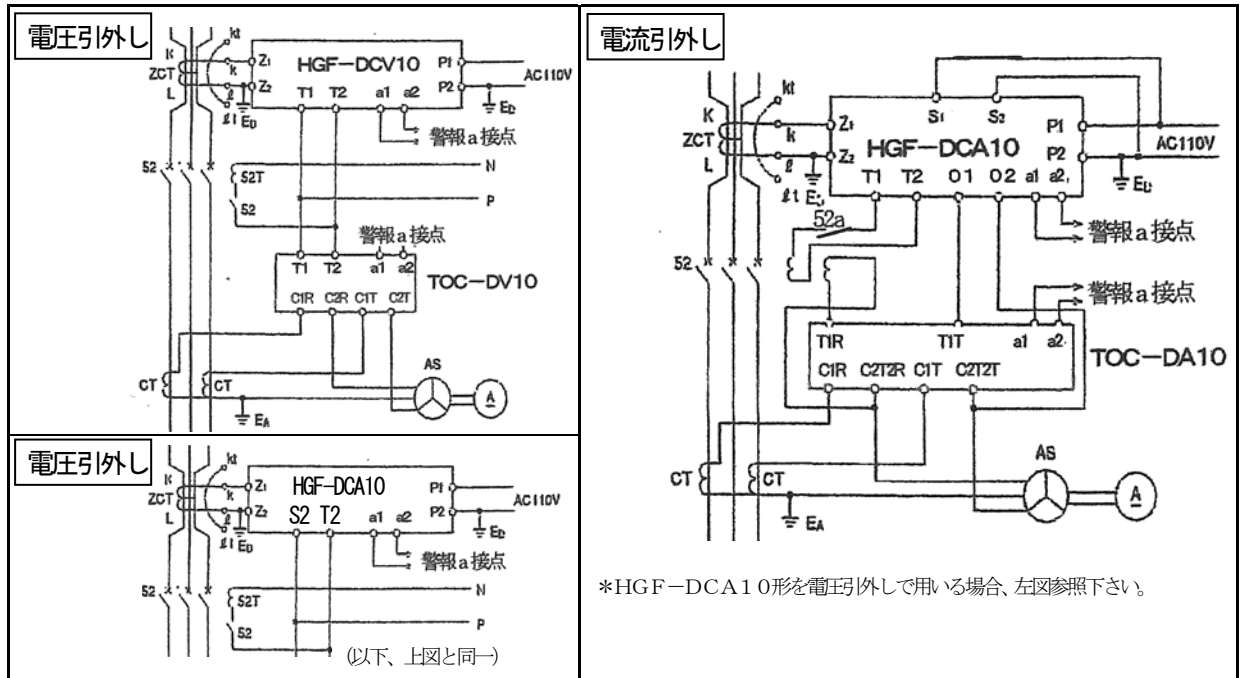 電圧引外し
K
ZCT
L
kt
k
ℓ
ℓt
ED
Z1
Z2
HGF-DCV10
T1 T2 a1 a2
P1
P2
AC110V
ED
警報a接点
52
52T
52
N
P
警報a接点
T1 T2 a1 a2
TOC-DV10
C1R C2R C1T C2T
CT
CT
EA
AS
A
電圧引外し
K
ZCT
L
kt
k
ℓ
ℓt
ED
Z1
Z2
HGF-DCA10
S2 T2 a1 a2
P1
P2
AC110V
ED
警報a接点
52
52T
52
N
P
(以下、上図と同一)
電流引外し
K
ZCT
L
kt
k
ℓ
ℓt
ED
Z1
Z2
S1 S2
HGF-DCA10
T1 T2 O1 O2 a1 a2
P1
P2
AC110V
ED
52a
警報a接点
52
警報a接点
T1R T1T a1 a2
TOC-DA10
C1R C2T2R C1T C2T2T
CT
CT
EA
AS
A
*HGF-DCA10形を電圧引外しで用いる場合、左図参照下さい。